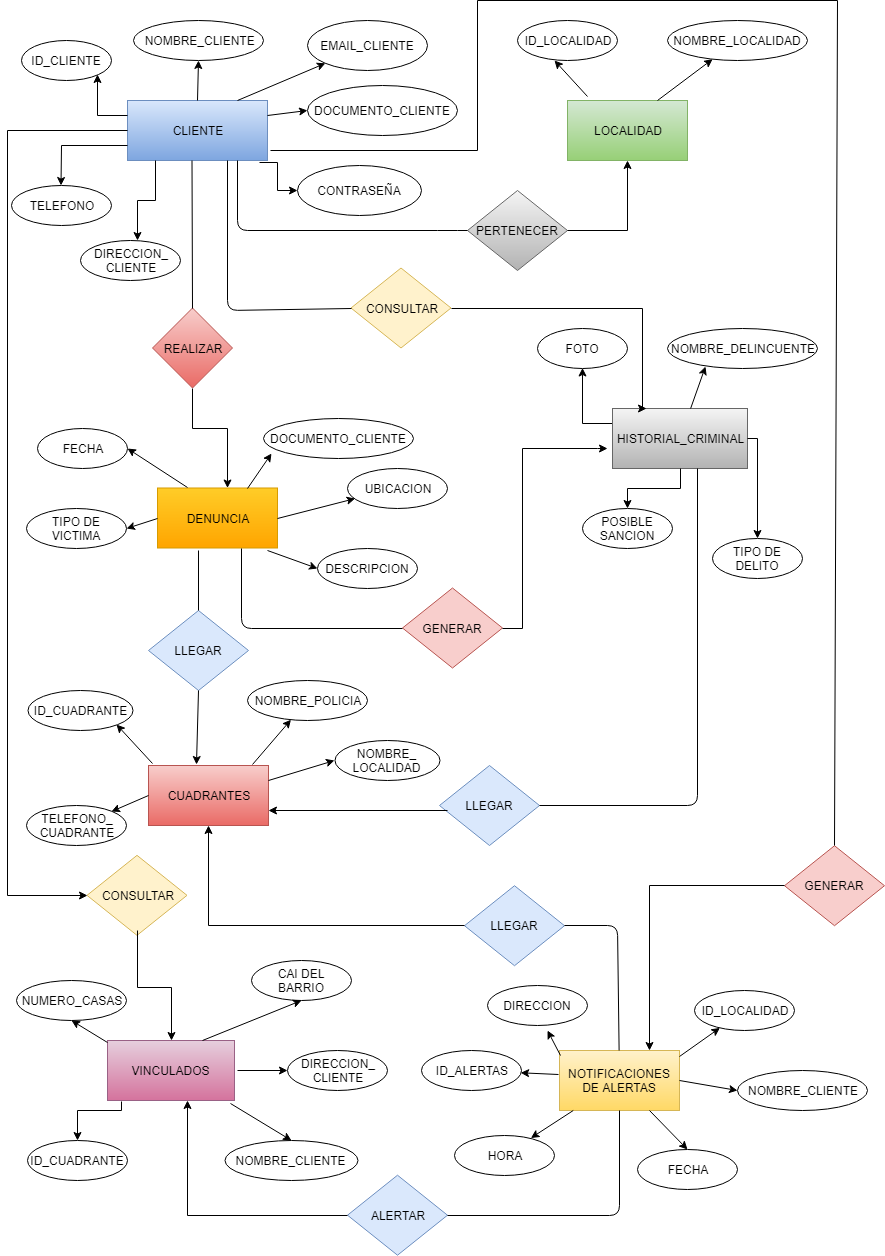 NOMBRE_CLIENTE
ID_CLIENTE
EMAIL_CLIENTE
ID_LOCALIDAD
NOMBRE_LOCALIDAD
DOCUMENTO_CLIENTE
CLIENTE
LOCALIDAD
CONTRASEÑA
TELEFONO
PERTENECER
DIRECCION_
CLIENTE
CONSULTAR
REALIZAR
FOTO
NOMBRE_DELINCUENTE
FECHA
DOCUMENTO_CLIENTE
HISTORIAL_CRIMINAL
UBICACION
DENUNCIA
TIPO DE
VICTIMA
POSIBLE
SANCION
TIPO DE
DELITO
DESCRIPCION
GENERAR
LLEGAR
ID_CUADRANTE
NOMBRE_POLICIA
NOMBRE_
LOCALIDAD
CUADRANTES
LLEGAR
TELEFONO_
CUADRANTE
CONSULTAR
GENERAR
LLEGAR
CAI DEL
BARRIO
NUMERO_CASAS
DIRECCION
ID_LOCALIDAD
VINCULADOS
DIRECCION_
CLIENTE
ID_ALERTAS
NOTIFICACIONES
DE ALERTAS
NOMBRE_CLIENTE
ID_CUADRANTE
NOMBRE_CLIENTE
HORA
FECHA
ALERTAR